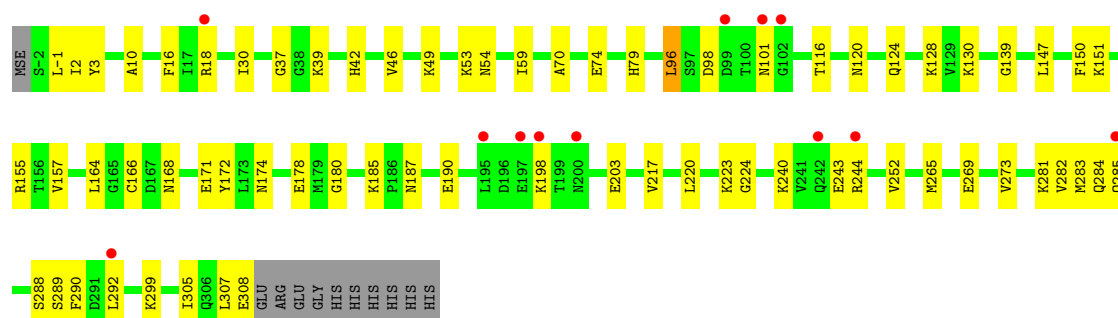 MSE S-2 L-1 I2 Y3 A10 F16 I17 R18 I30 G37 G38 K39 H42 V46 K49 K53 N54 I59 A70 E74 H79 L96 S97 D98 D99 T100 N101 G102 T116 N120 Q124 K128 V129 K130 G139 L147 F150 K151
R155 T156 V157 L164 G165 C166 D167 N168 E171 Y172 L173 N174 E178 M179 G180 K185 P186 N187 E190 L195 D196 E197 K198 T199 N200 E203 V217 L220 K223 G224 K240 V241 Q242 E243 R244 V252 M265 E269 V273 K281 V282 M283 Q284
S288 S289 F290 D291 L292 K299 I305 Q306 L307 E308 GLU ARG GLU GLY HIS HIS HIS HIS HIS HIS